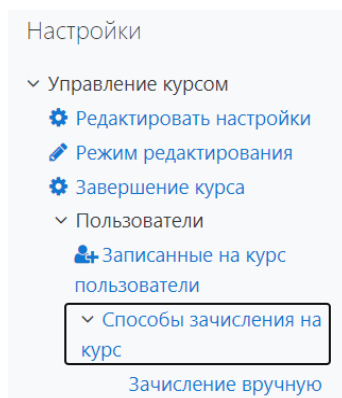 Настройки
Управление курсом
Редактировать настройки
Режим редактирования
Завершение курса
Пользователи
Записанные на курс
пользователи
Способы зачисления на
курс
Зачисление вручную